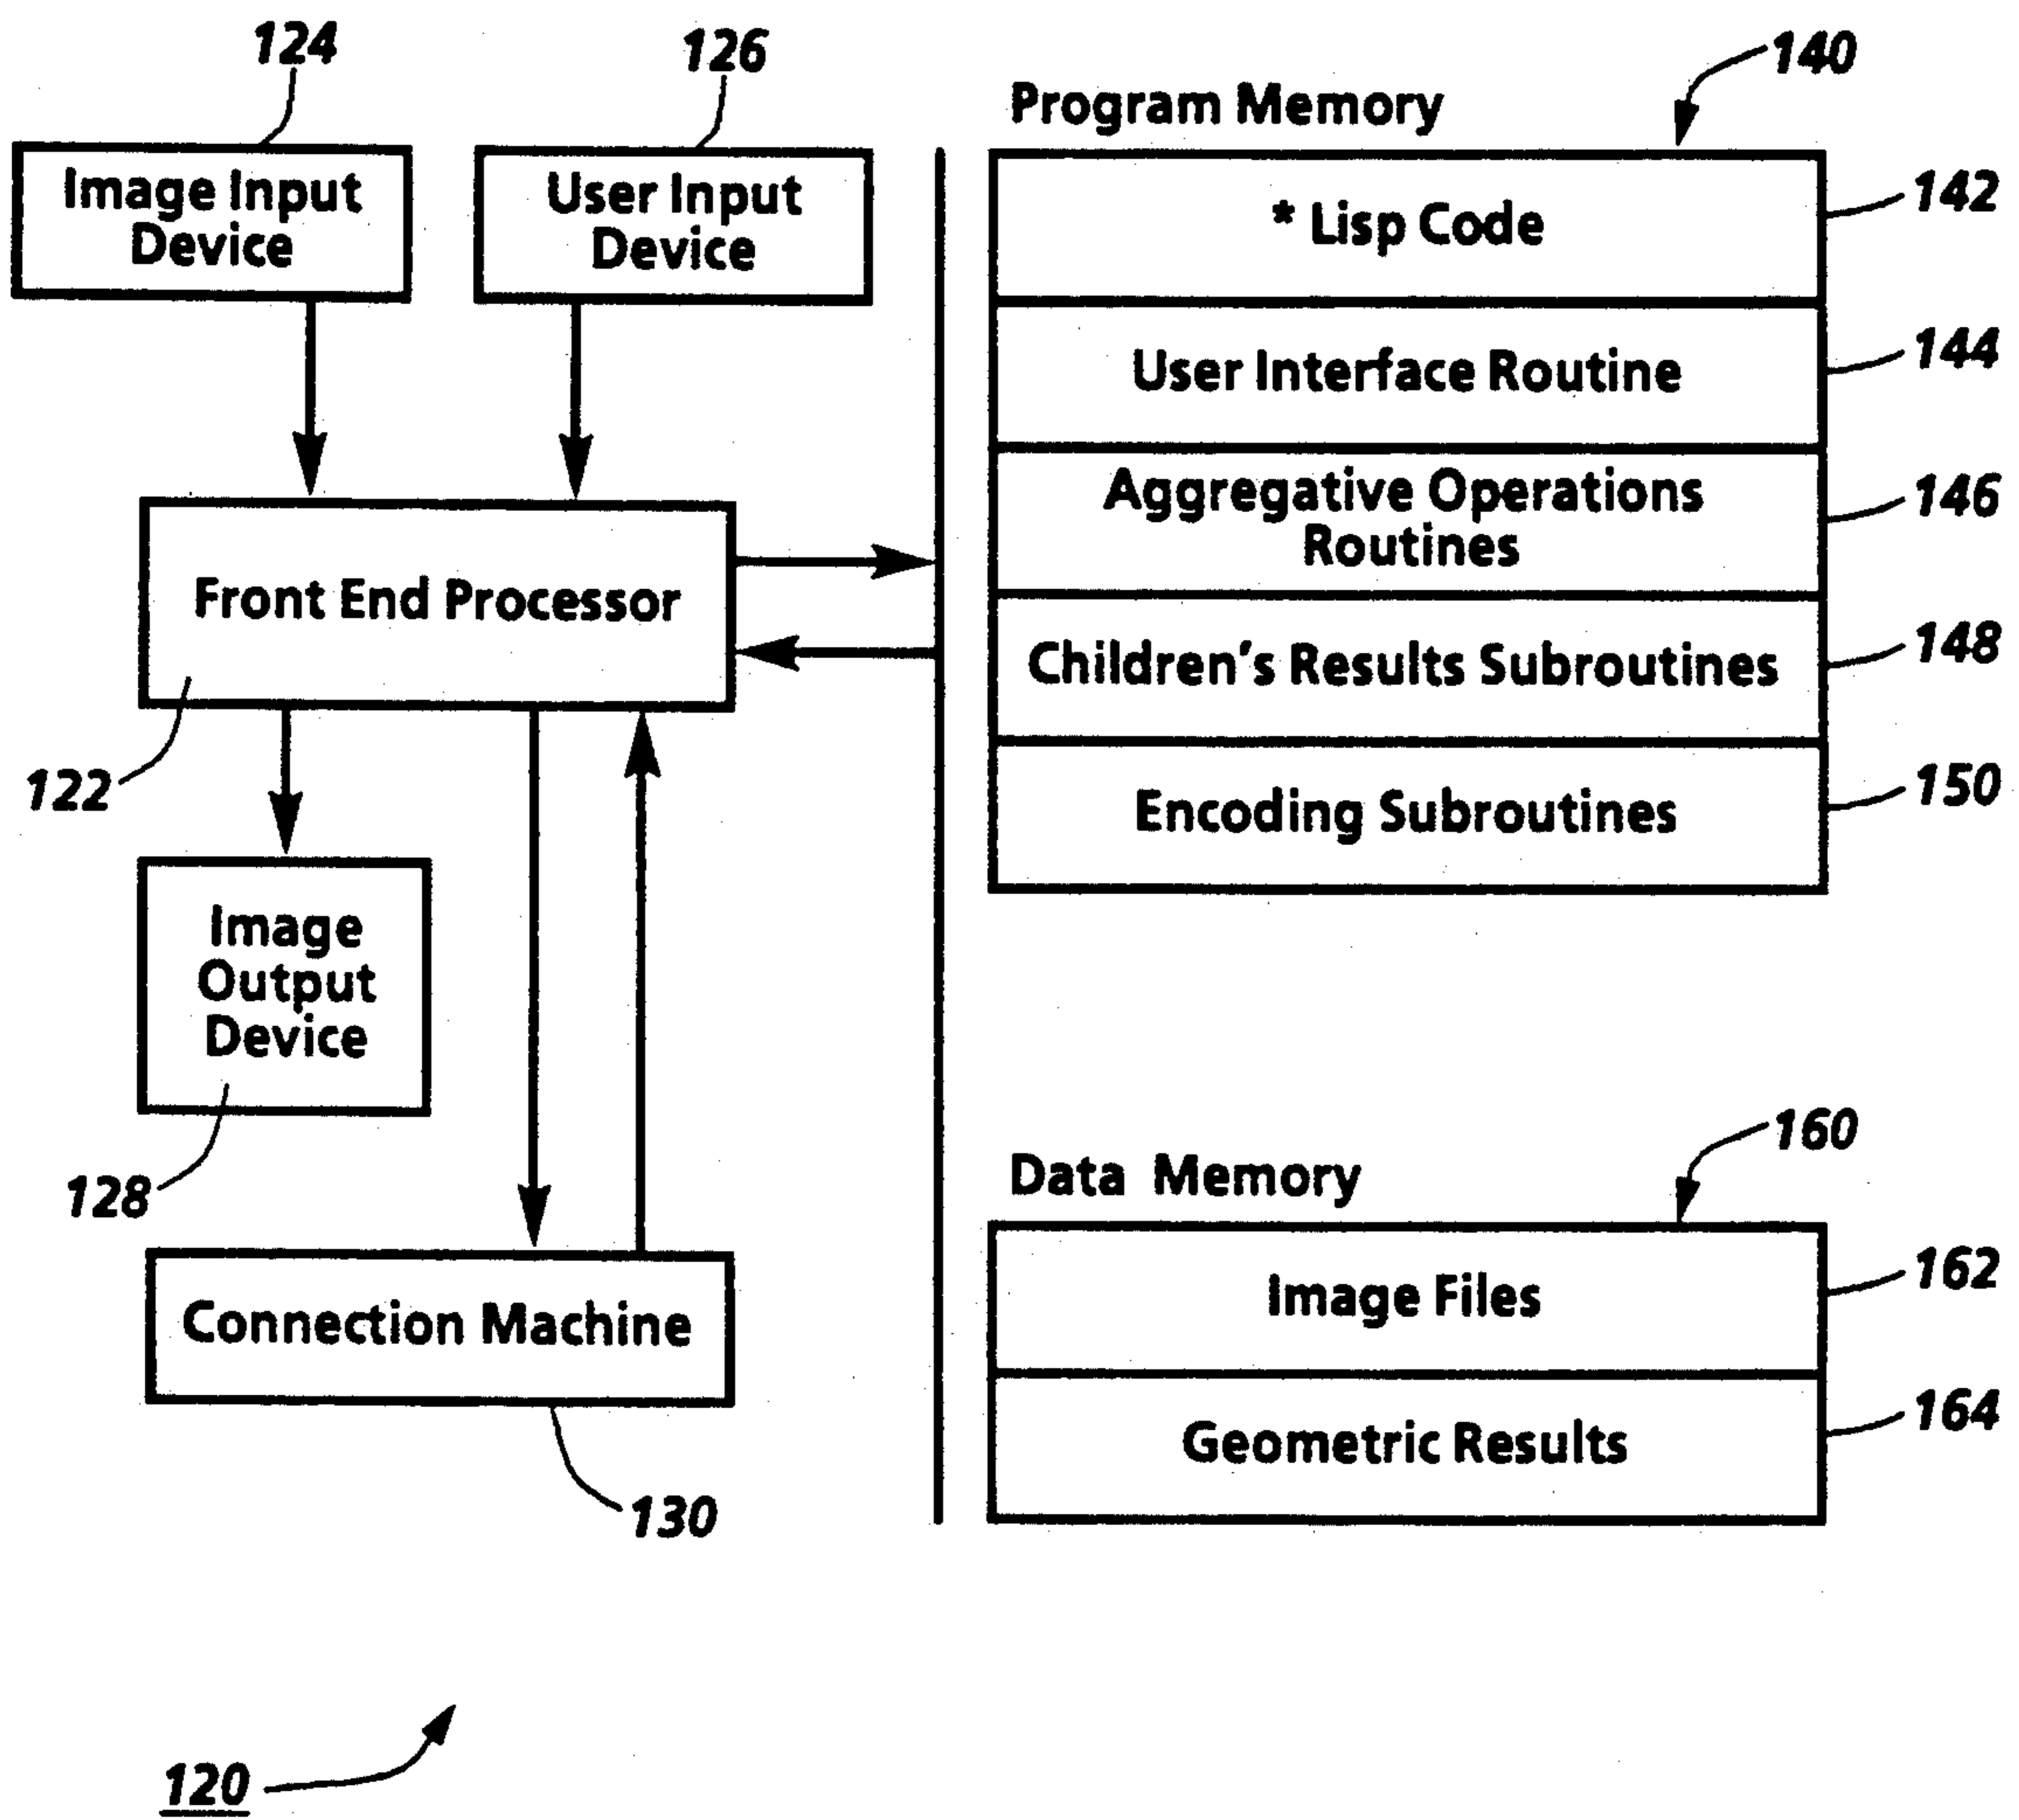 124
126
Image Input
Device
User Input
Device
Front End Processor
122
Image
Output
Device
128
Connection Machine
130
120
Program Memory
140
* Lisp Code
142
User Interface Routine
144
Aggregative Operations
Routines
146
Children's Results Subroutines
148
Encoding Subroutines
150
Data Memory
160
Image Files
162
Geometric Results
164